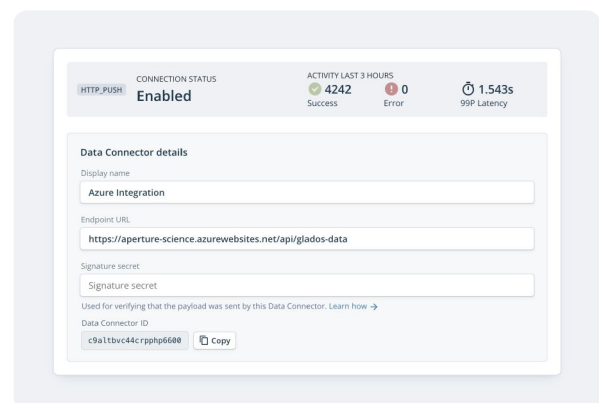 HTTP_PUSH
CONNECTION STATUS
Enabled
ACTIVITY LAST 3 HOURS
4242
Success
0
Error
1.543s
99P Latency
Data Connector details
Display name
Azure Integration
Endpoint URL
https://aperture-science.azurewebsites.net/api/glados-data
Signature secret
Signature secret
Used for verifying that the payload was sent by this Data Connector. Learn how →
Data Connector ID
c9altbvc44crpphp6600
Copy